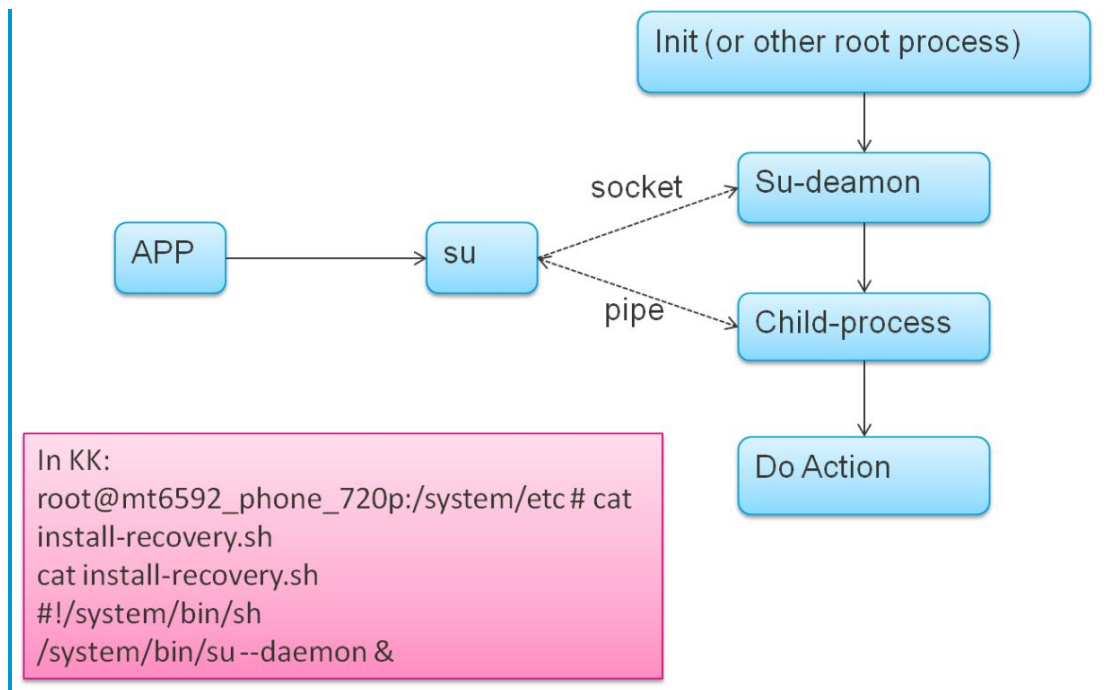 Init (or other root process)
Su-deamon
socket
APP
su
pipe
Child-process
Do Action
In KK:
root@mt6592_phone_720p:/system/etc # cat
install-recovery.sh
cat install-recovery.sh
#!/system/bin/sh
/system/bin/su --daemon &